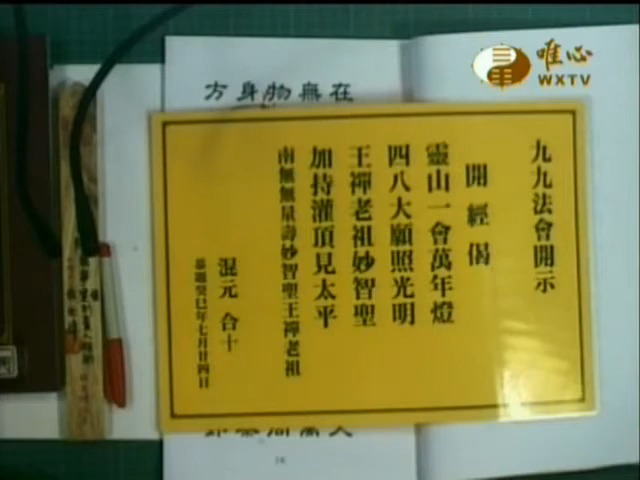 唯心
WXTV
在無物身方
九九法會開示
開經偈
靈山一會萬年燈
四八大願照光明
王禪老祖妙智聖
加持灌頂見太平
南無無量壽妙智聖王禪老祖
混元 合十
恭題癸巳年七月廿四日